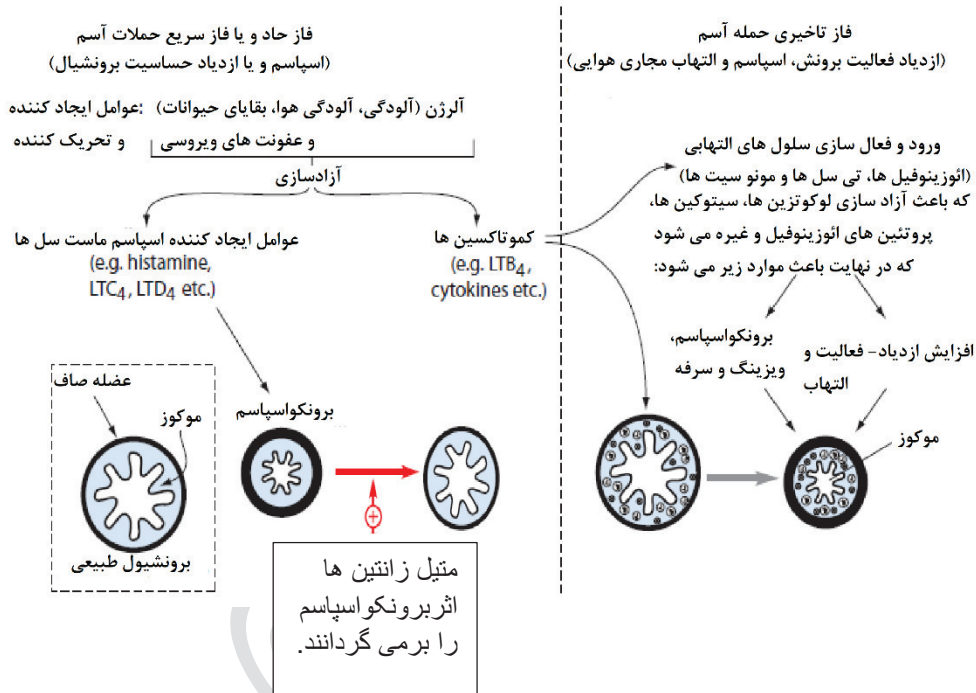 فاز حاد و یا فاز سریع حملات آسم
(اسپاسم و یا ازدیاد حساسیت برونشیال)
آلرژن (آلودگی، آلودگی هوا، بقایای حیوانات) :عوامل ایجاد کننده
و عفونت های ویروسی و تحریک کننده
آزادسازی
عوامل ایجاد کننده اسپاسم ماست سل ها
(e.g. histamine,
LTC4, LTD4 etc.)
کموتاکسین ها
(e.g. LTB4,
cytokines etc.)
عضله صاف
موکوز
برونشیول طبیعی
برونکواسپاسم
+
متیل زانتین ها
اثربرونکواسپاسم
را برمی گردانند.
فاز تاخیری حمله آسم
(ازدیاد فعالیت برونش، اسپاسم و التهاب مجاری هوایی)
ورود و فعال سازی سلول های التهابی
(ائوزینوفیل ها، تی سل ها و مونو سیت ها)
که باعث آزاد سازی لوکوتزین ها، سیتوکین ها،
پروتئین های ائوزینوفیل و غیره می شود
که در نهایت باعث موارد زیر می شود:
برونکواسپاسم،
ویزینگ و سرفه
افزایش ازدیاد- فعالیت و
التهاب
موکوز